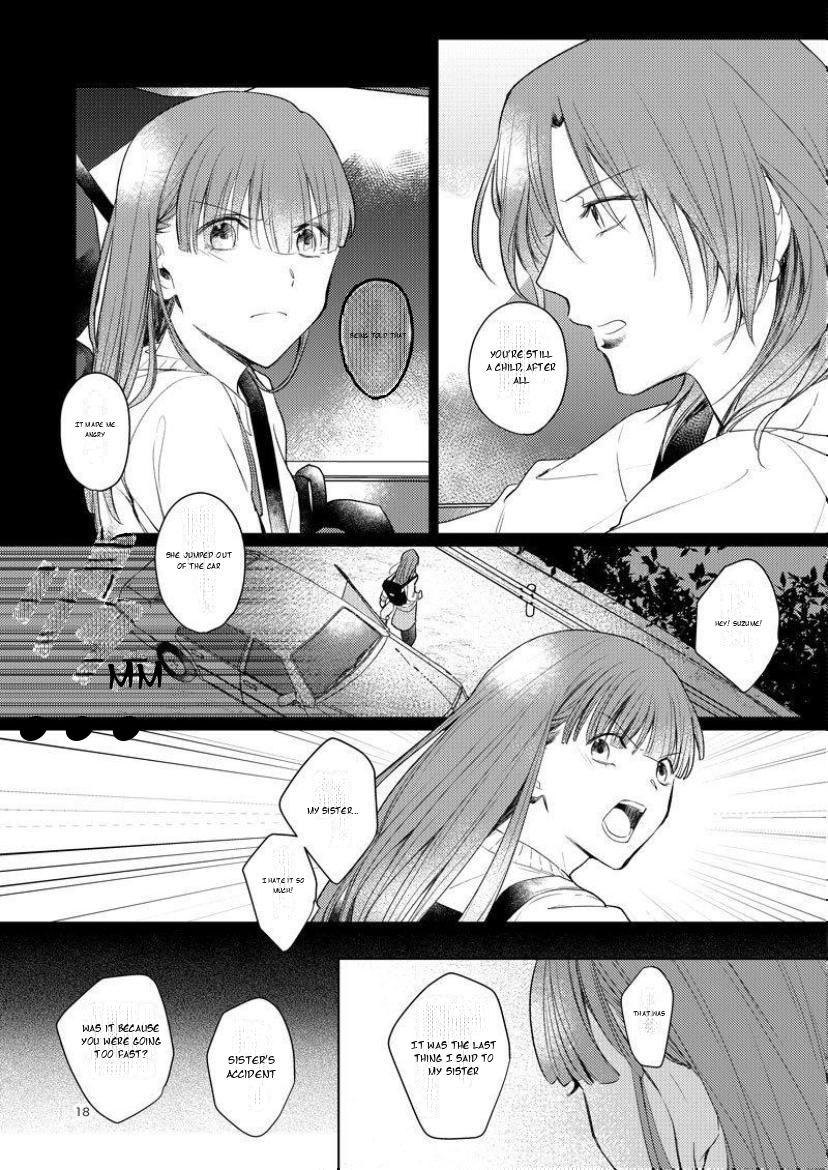 YOU'RE STILL
A CHILD, AFTER
ALL
BEING TOLD THAT
IT MADE ME
ANGRY
HEY! SUZUME!
SHE JUMPED OUT
OF THE CAR
MM
MY SISTER...
I HATE IT SO
MUCH!
THAT WAS
IT WAS THE LAST
THING I SAID TO
MY SISTER
SISTER'S
ACCIDENT
WAS IT BECAUSE
YOU WERE GOING
TOO FAST?
18